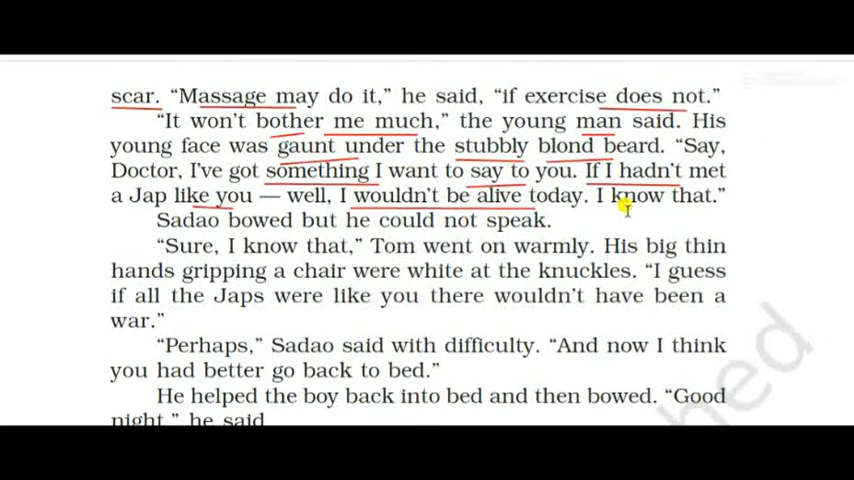 scar. “Massage may do it,” he said, “if exercise does not.”
“It won’t bother me much,” the young man said. His
young face was gaunt under the stubbly blond beard. “Say,
Doctor, I’ve got something I want to say to you. If I hadn’t met
a Jap like you — well, I wouldn’t be alive today. I know that.”
Sadao bowed but he could not speak.
“Sure, I know that,” Tom went on warmly. His big thin
hands gripping a chair were white at the knuckles. “I guess
if all the Japs were like you there wouldn’t have been a
war.”
“Perhaps,” Sadao said with difficulty. “And now I think
you had better go back to bed.”
He helped the boy back into bed and then bowed. “Good
night,” he said
hed